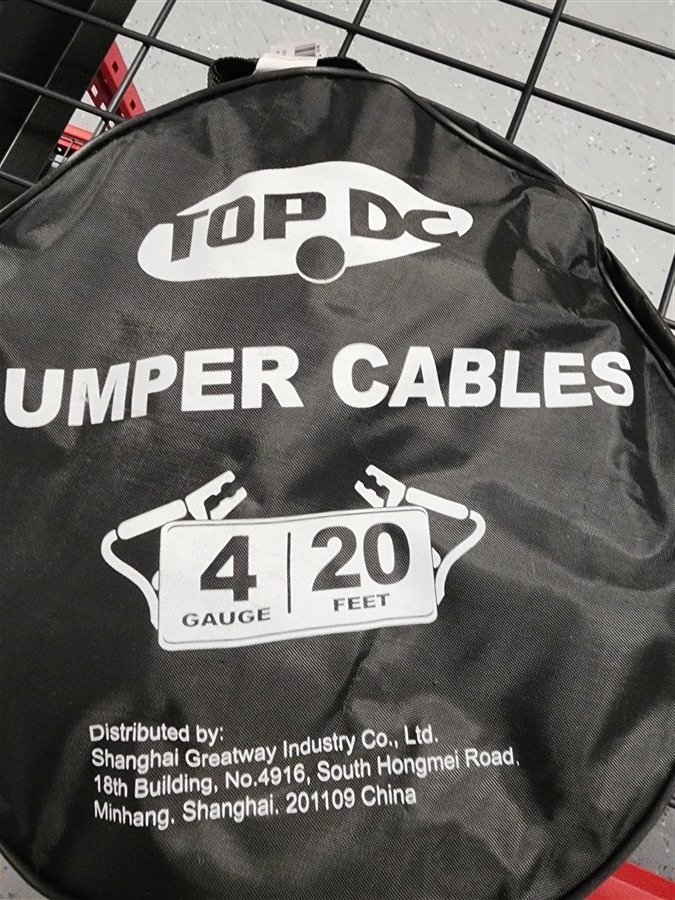 TOP DC
UMPER CABLES
4 20
GAUGE FEET
Distributed by:
Shanghai Greatway Industry Co., Ltd.
18th Building, No.4916, South Hongmei Road,
Minhang, Shanghai, 201109 China